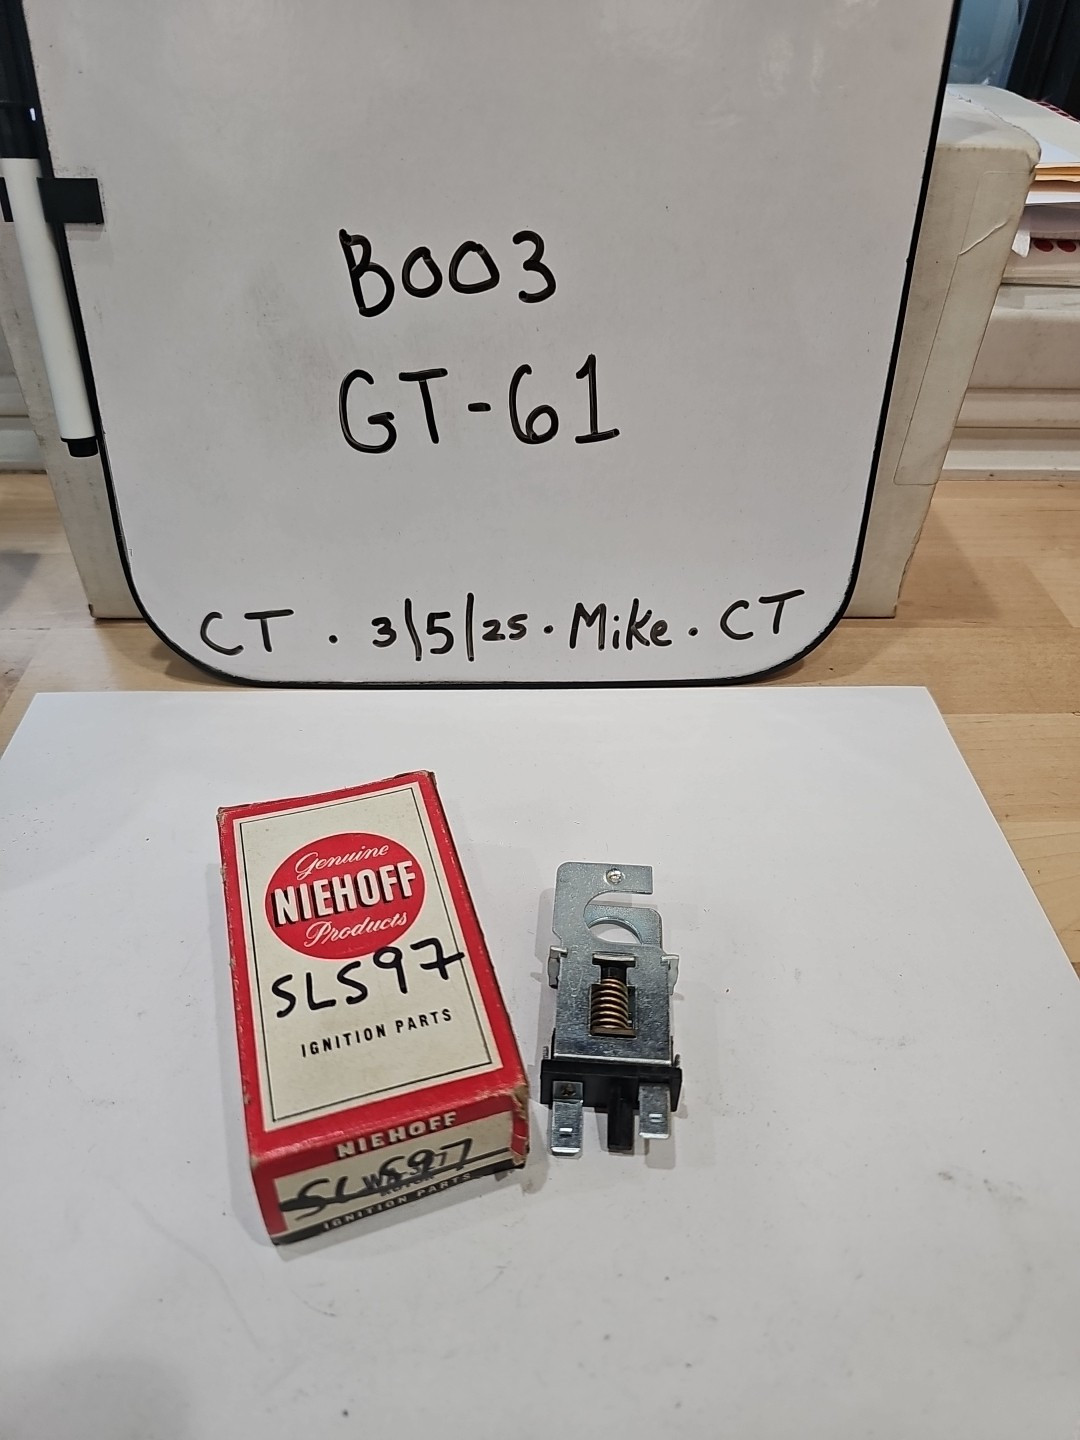 B003
GT-61
CT . 3/5/25 . Mike . CT
Genuine
NIEHOFF
Products
SLS97
IGNITION PARTS
NIEHOFF
SLS97
IGNITION PARTS